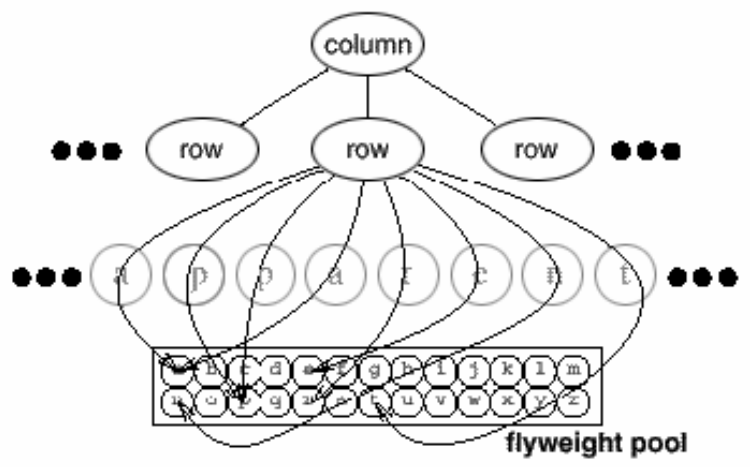 column
row row row
a p p a r e n t
a b c d e f g h i j k l m
n o p q r s t u v w x y z
flyweight pool